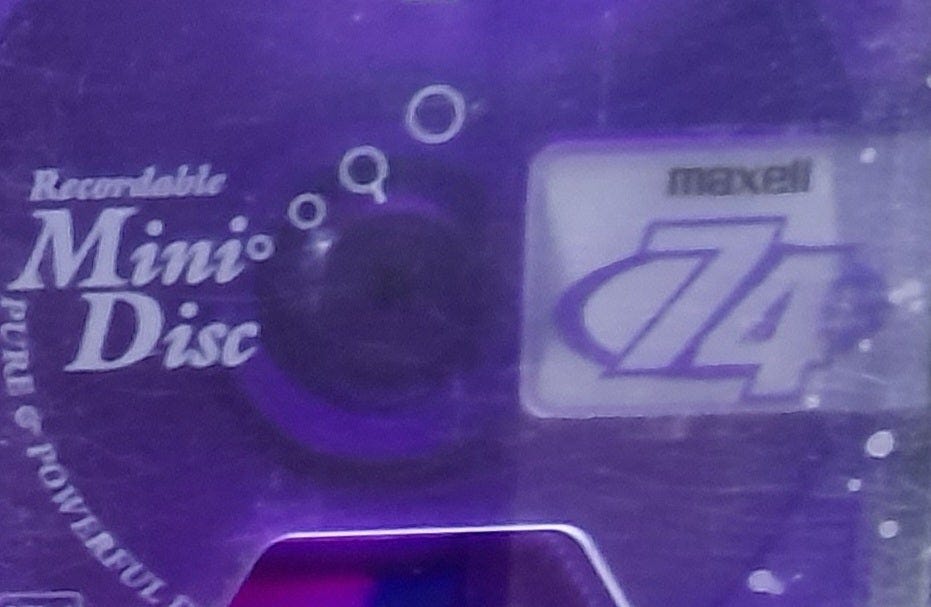 Recordable
Mini
Disc
PURE & POWERFUL
maxell
74